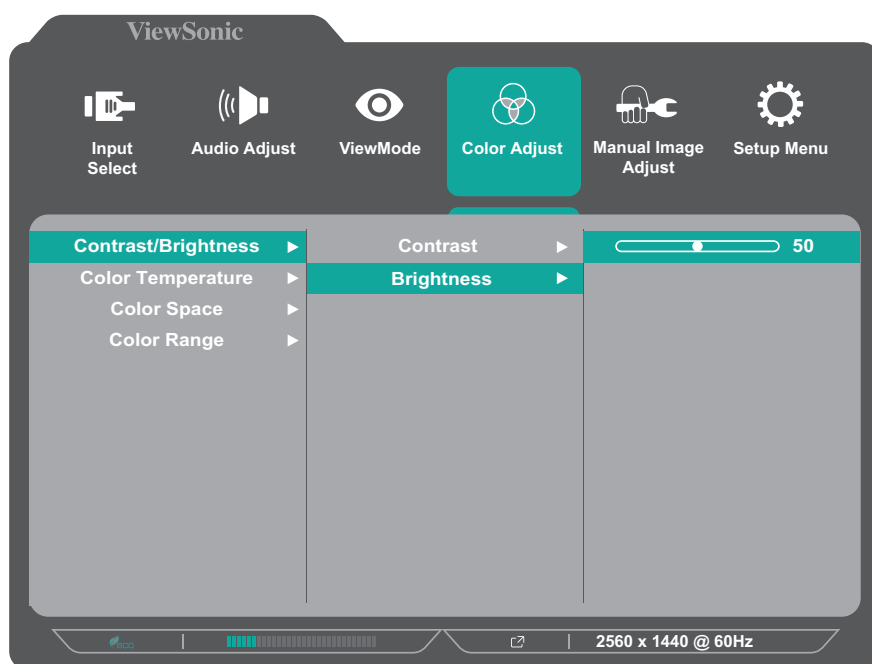 ViewSonic
Input
Select
Audio Adjust
ViewMode
Color Adjust
Manual Image
Adjust
Setup Menu
Contrast/Brightness
Contrast
50
Color Temperature
Brightness
Color Space
Color Range
eco
2560 x 1440 @ 60Hz